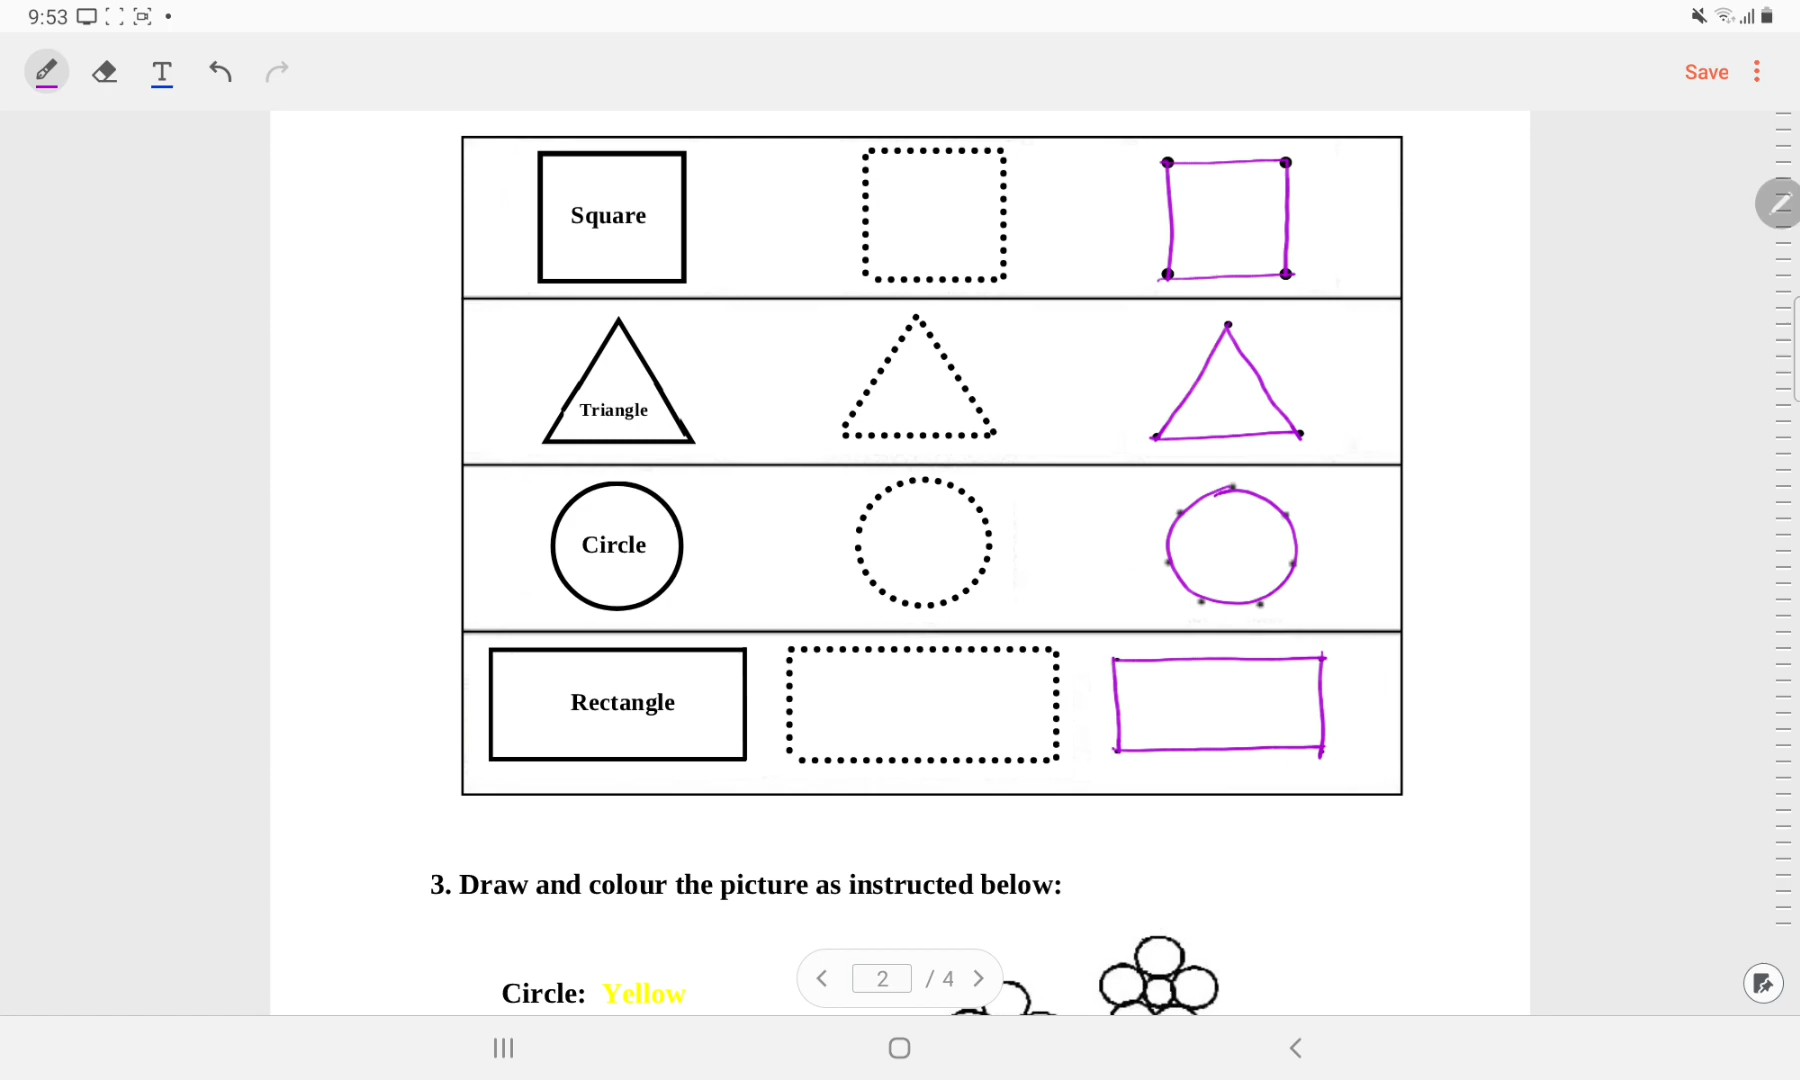 9:53
Save
Square
Triangle
Circle
Rectangle
3. Draw and colour the picture as instructed below:
Circle: Yellow
2 / 4